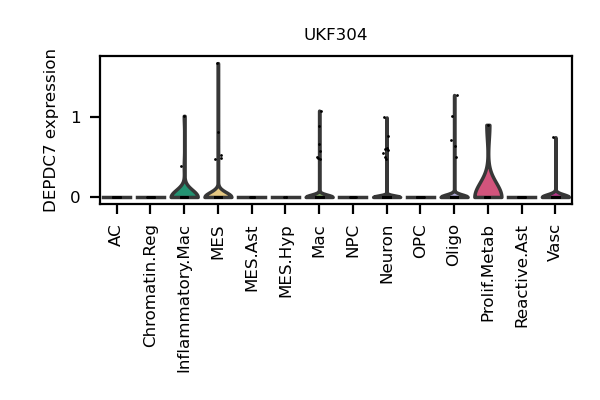 UKF304
DEPDC7 expression
1
0
AC
Chromatin.Reg
Inflammatory.Mac
MES
MES.Ast
MES.Hyp
Mac
NPC
Neuron
OPC
Oligo
Prolif.Metab
Reactive.Ast
Vasc